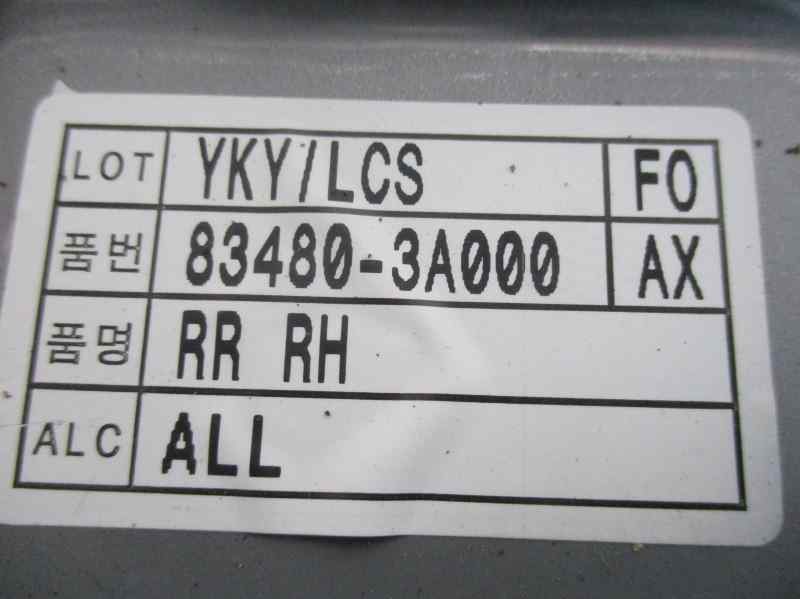 LOT YKY/LCS FO
품번 83480-3A000 AX
품명 RR RH
ALC ALL